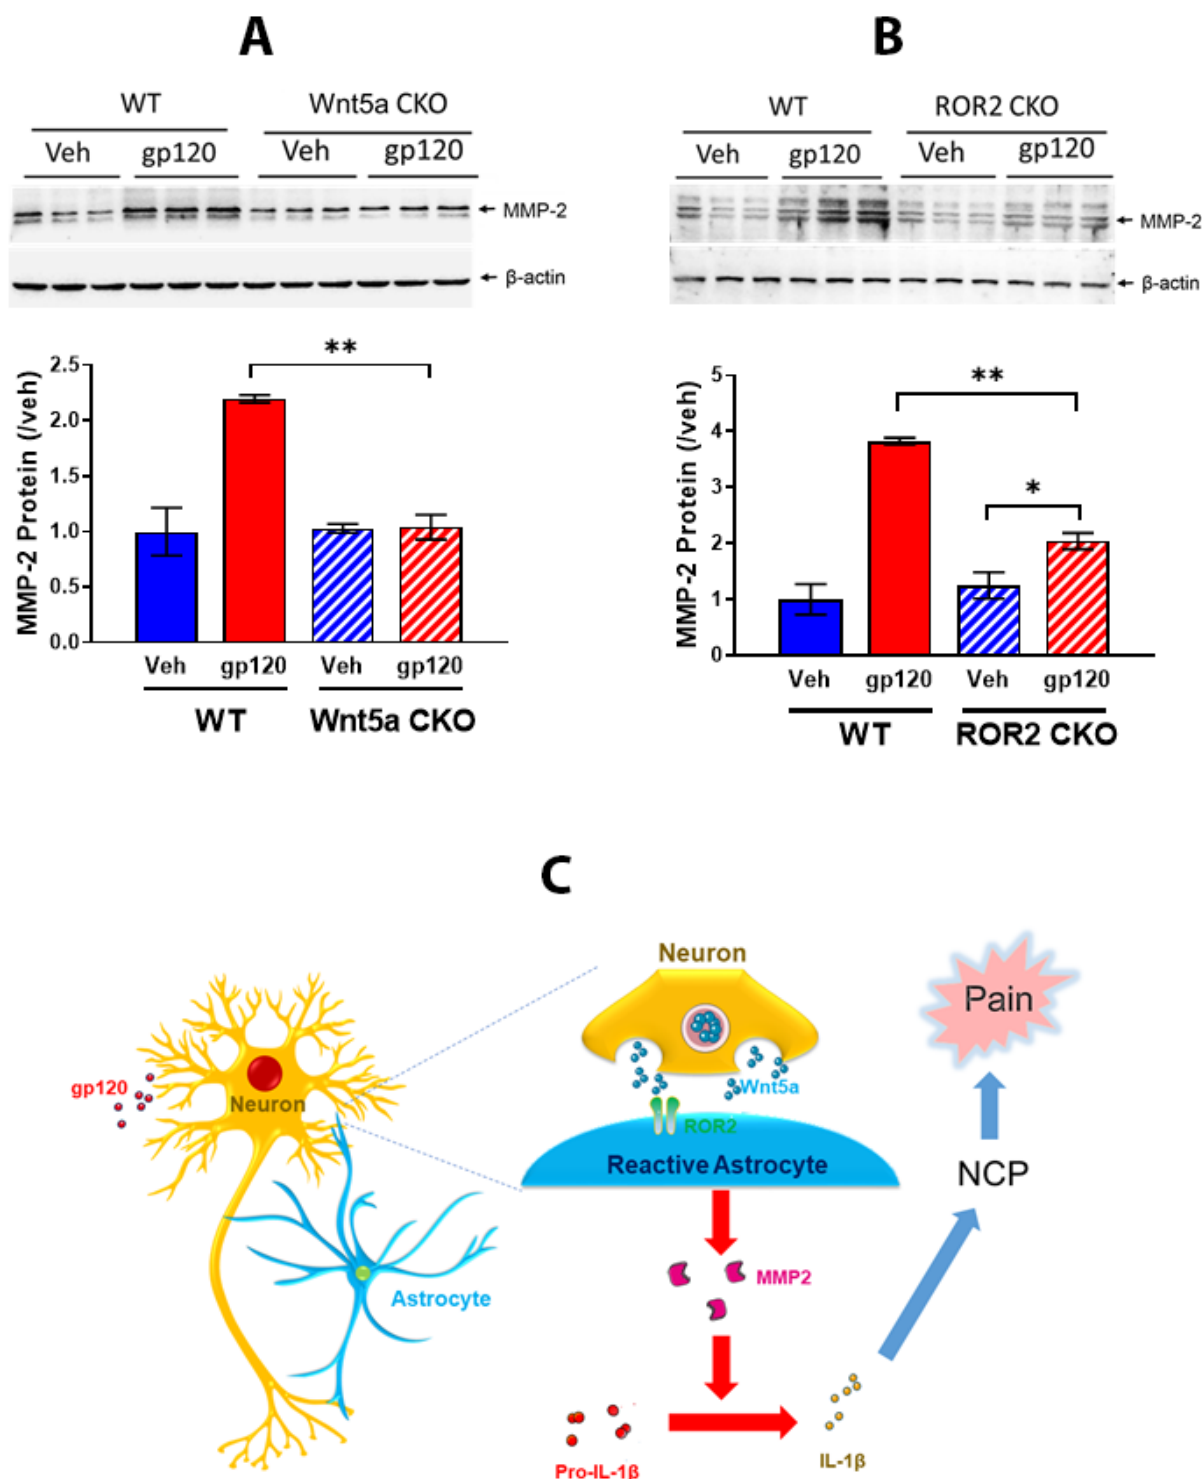 A
WT
Wnt5a CKO
Veh
gp120
Veh
gp120
MMP-2
β-actin
**
MMP-2 Protein (/veh)
2.5
2.0
1.5
1.0
0.5
0.0
Veh
gp120
Veh
gp120
WT
Wnt5a CKO
B
WT
ROR2 CKO
Veh
gp120
Veh
gp120
MMP-2
β-actin
**
*
MMP-2 Protein (/veh)
5
4
3
2
1
0
Veh
gp120
Veh
gp120
WT
ROR2 CKO
C
gp120
Neuron
Astrocyte
Neuron
Wnt5a
ROR2
Reactive Astrocyte
MMP2
Pro-IL-1β
IL-1β
NCP
Pain